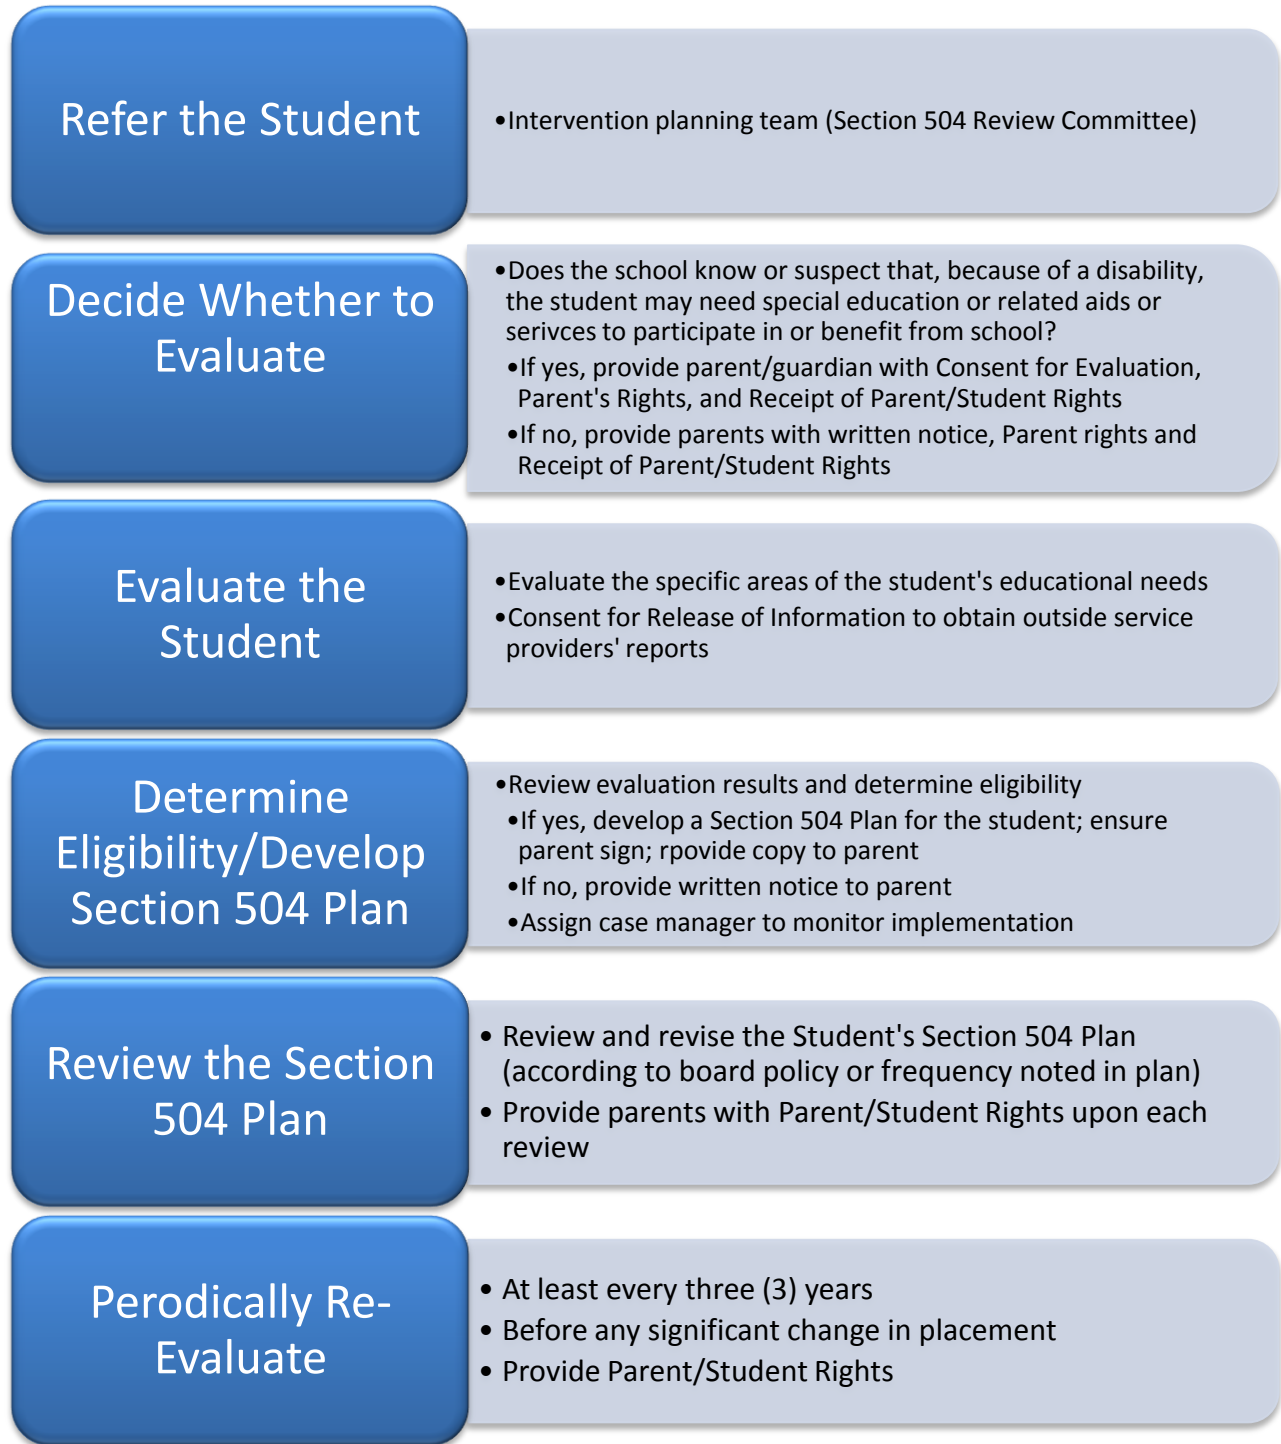 Refer the Student
•Intervention planning team (Section 504 Review Committee)
Decide Whether to
Evaluate
•Does the school know or suspect that, because of a disability,
the student may need special education or related aids or
serivces to participate in or benefit from school?
•If yes, provide parent/guardian with Consent for Evaluation,
Parent's Rights, and Receipt of Parent/Student Rights
•If no, provide parents with written notice, Parent rights and
Receipt of Parent/Student Rights
Evaluate the
Student
•Evaluate the specific areas of the student's educational needs
•Consent for Release of Information to obtain outside service
providers' reports
Determine
Eligibility/Develop
Section 504 Plan
•Review evaluation results and determine eligibility
•If yes, develop a Section 504 Plan for the student; ensure
parent sign; rpovide copy to parent
•If no, provide written notice to parent
•Assign case manager to monitor implementation
Review the Section
504 Plan
• Review and revise the Student's Section 504 Plan
(according to board policy or frequency noted in plan)
• Provide parents with Parent/Student Rights upon each
review
Perodically Re-
Evaluate
• At least every three (3) years
• Before any significant change in placement
• Provide Parent/Student Rights